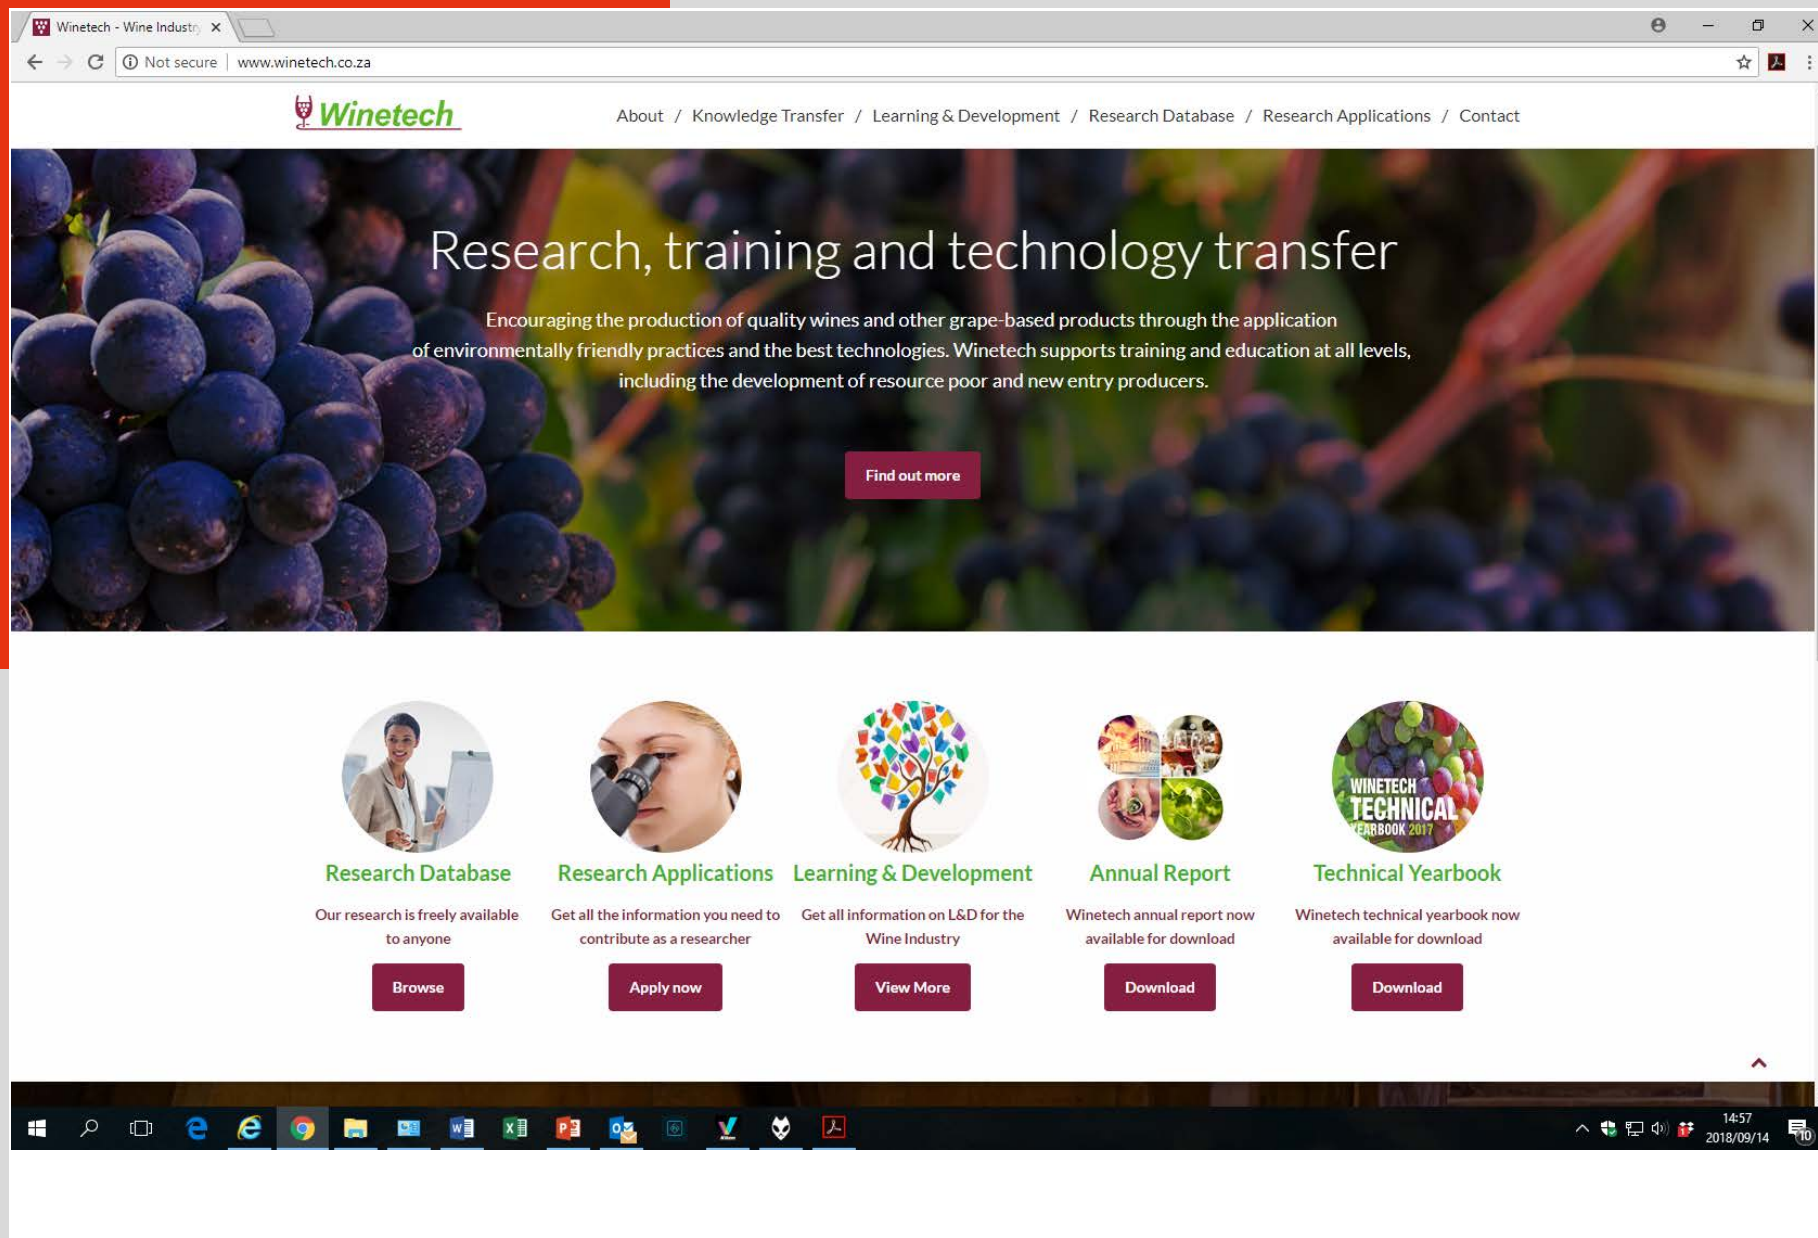 Winetech - Wine Industry
Not secure | www.winetech.co.za
Winetech
About / Knowledge Transfer / Learning & Development / Research Database / Research Applications / Contact
Research, training and technology transfer
Encouraging the production of quality wines and other grape-based products through the application
of environmentally friendly practices and the best technologies. Winetech supports training and education at all levels,
including the development of resource poor and new entry producers.
Find out more
WINETECH
TECHNICAL
YEARBOOK 2017
Research Database
Our research is freely available
to anyone
Browse
Research Applications
Get all the information you need to
contribute as a researcher
Apply now
Learning & Development
Get all information on L&D for the
Wine Industry
View More
Annual Report
Winetech annual report now
available for download
Download
Technical Yearbook
Winetech technical yearbook now
available for download
Download
14:57
2018/09/14
10